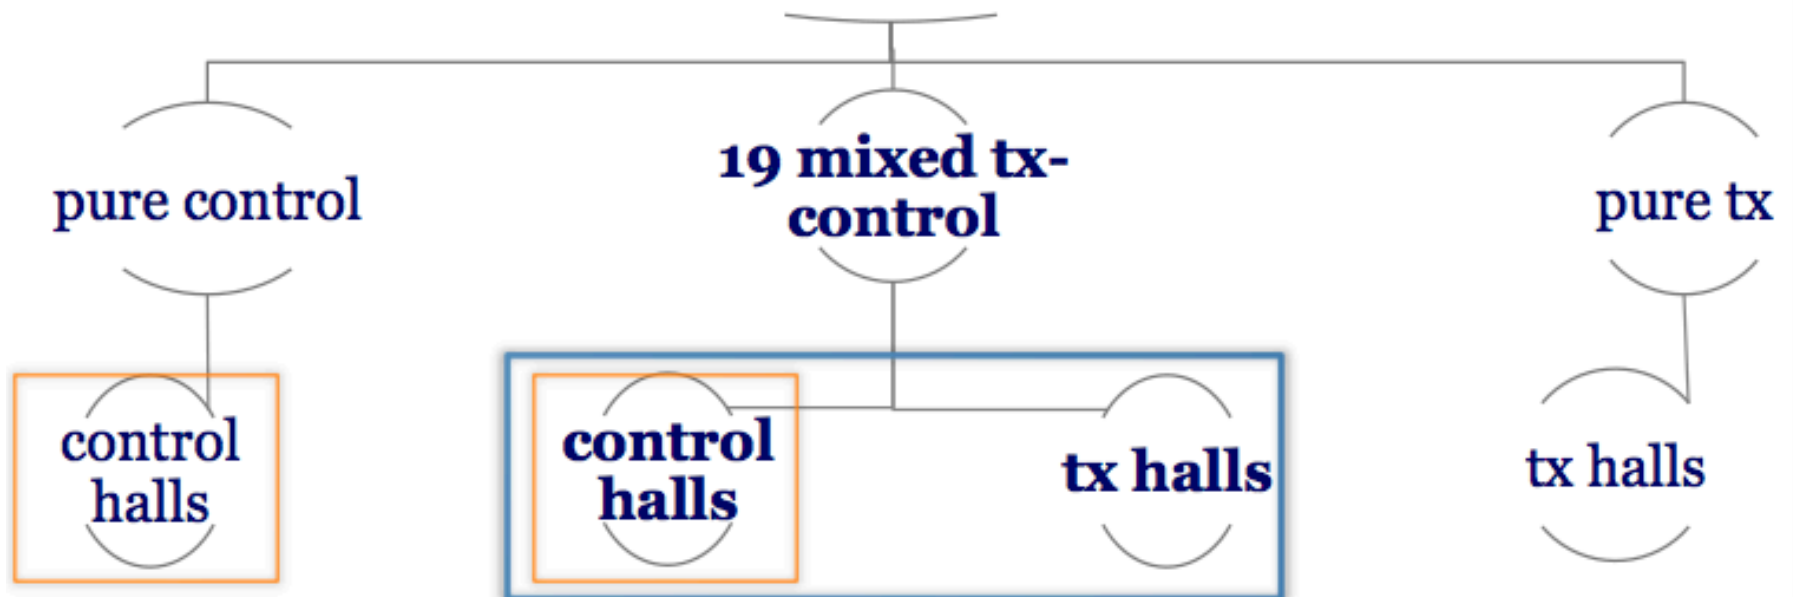 19 mixed tx-
control
pure control
pure tx
control
halls
control
halls
tx halls
tx halls